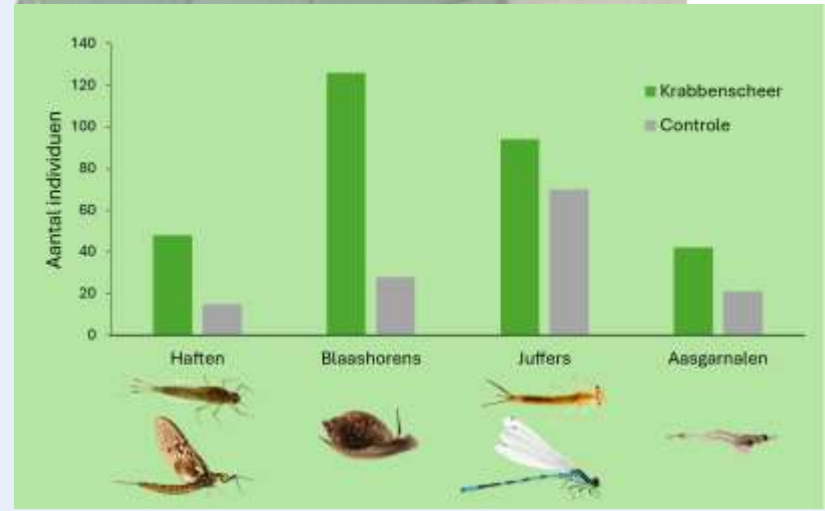 140
120
100
80
60
40
20
0
Aantal individuen
Krabbenscheer
Controle
Haften Blaashorens Juffers Aasgarnalen